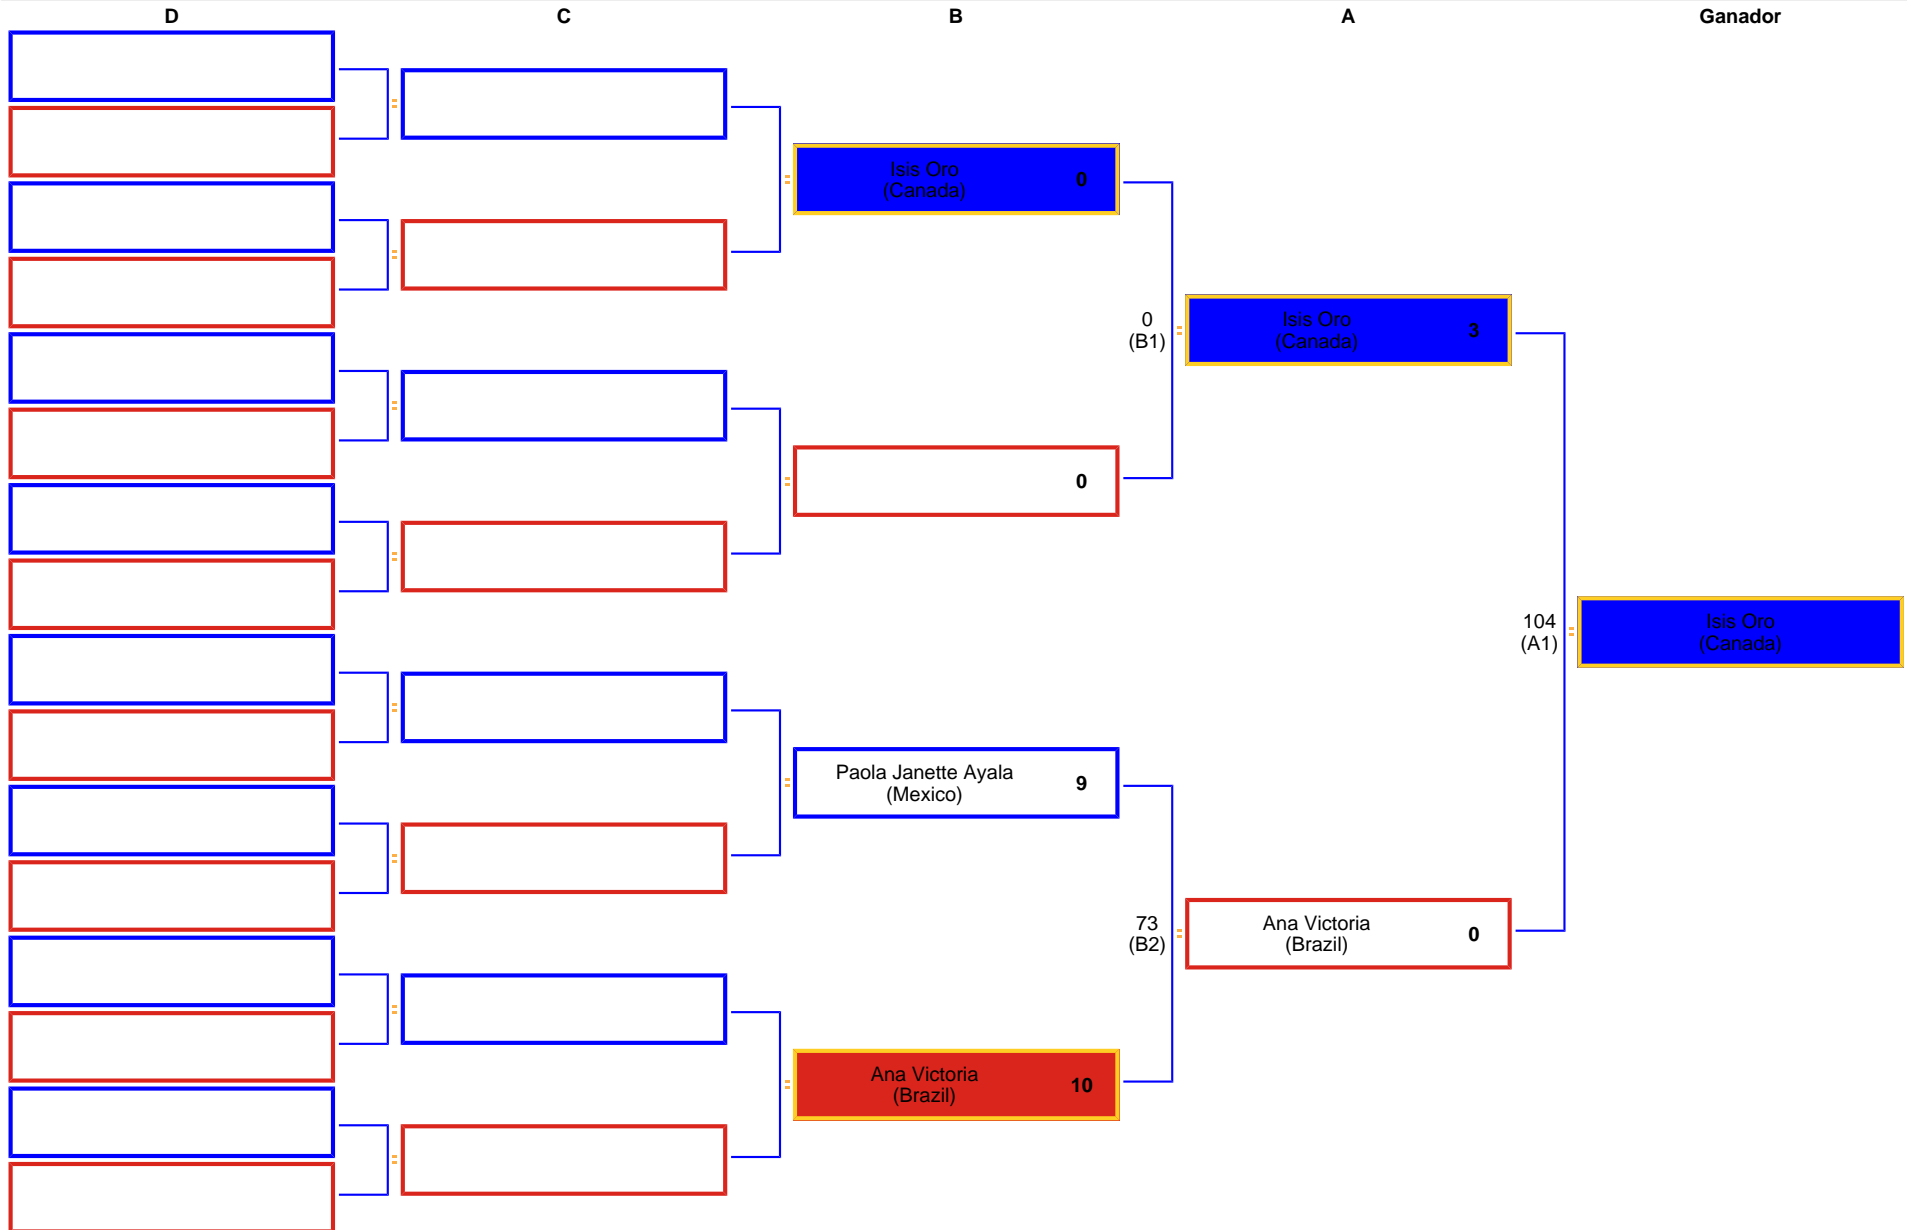 D
C
B
A
Ganador
Isis Oro
(Canada)
0
0
(B1)
Isis Oro
(Canada)
3
0
104
(A1)
Isis Oro
(Canada)
Paola Janette Ayala
(Mexico)
9
73
(B2)
Ana Victoria
(Brazil)
0
Ana Victoria
(Brazil)
10